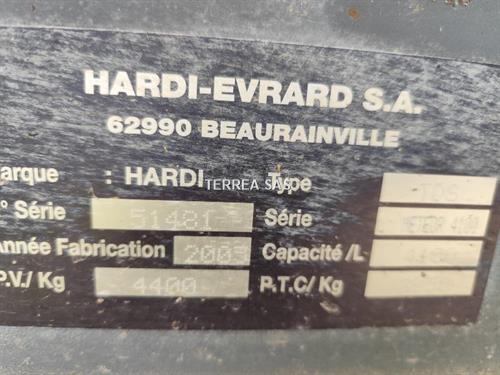 HARDI-EVRARD S.A.
62990 BEAURAINVILLE
arque : HARDI Type
TERREA SAS
° Série 51481 Série
Année Fabrication 2003 Capacité/L
P.V./ Kg 4400 P.T.C/ Kg